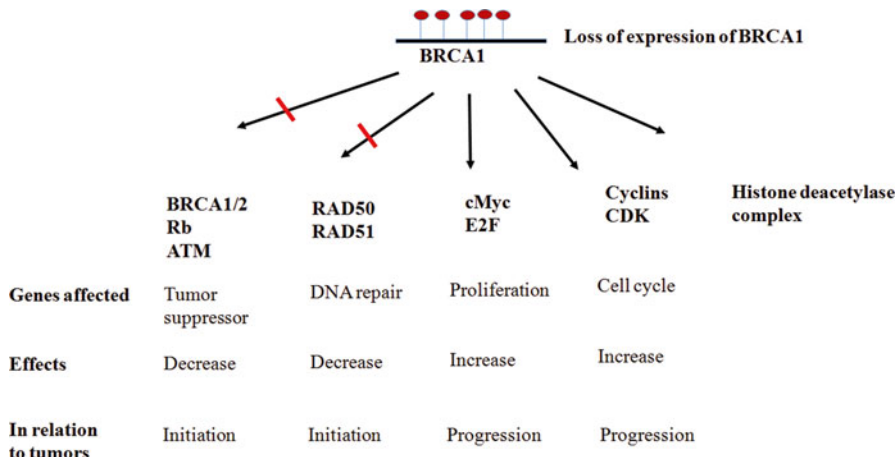 Loss of expression of BRCA1
BRCA1
BRCA1/2
Rb
ATM
RAD50
RAD51
cMyc
E2F
Cyclins
CDK
Histone deacetylase
complex
Genes affected
Tumor
suppressor
DNA repair
Proliferation
Cell cycle
Effects
Decrease
Decrease
Increase
Increase
In relation
to tumors
Initiation
Initiation
Progression
Progression